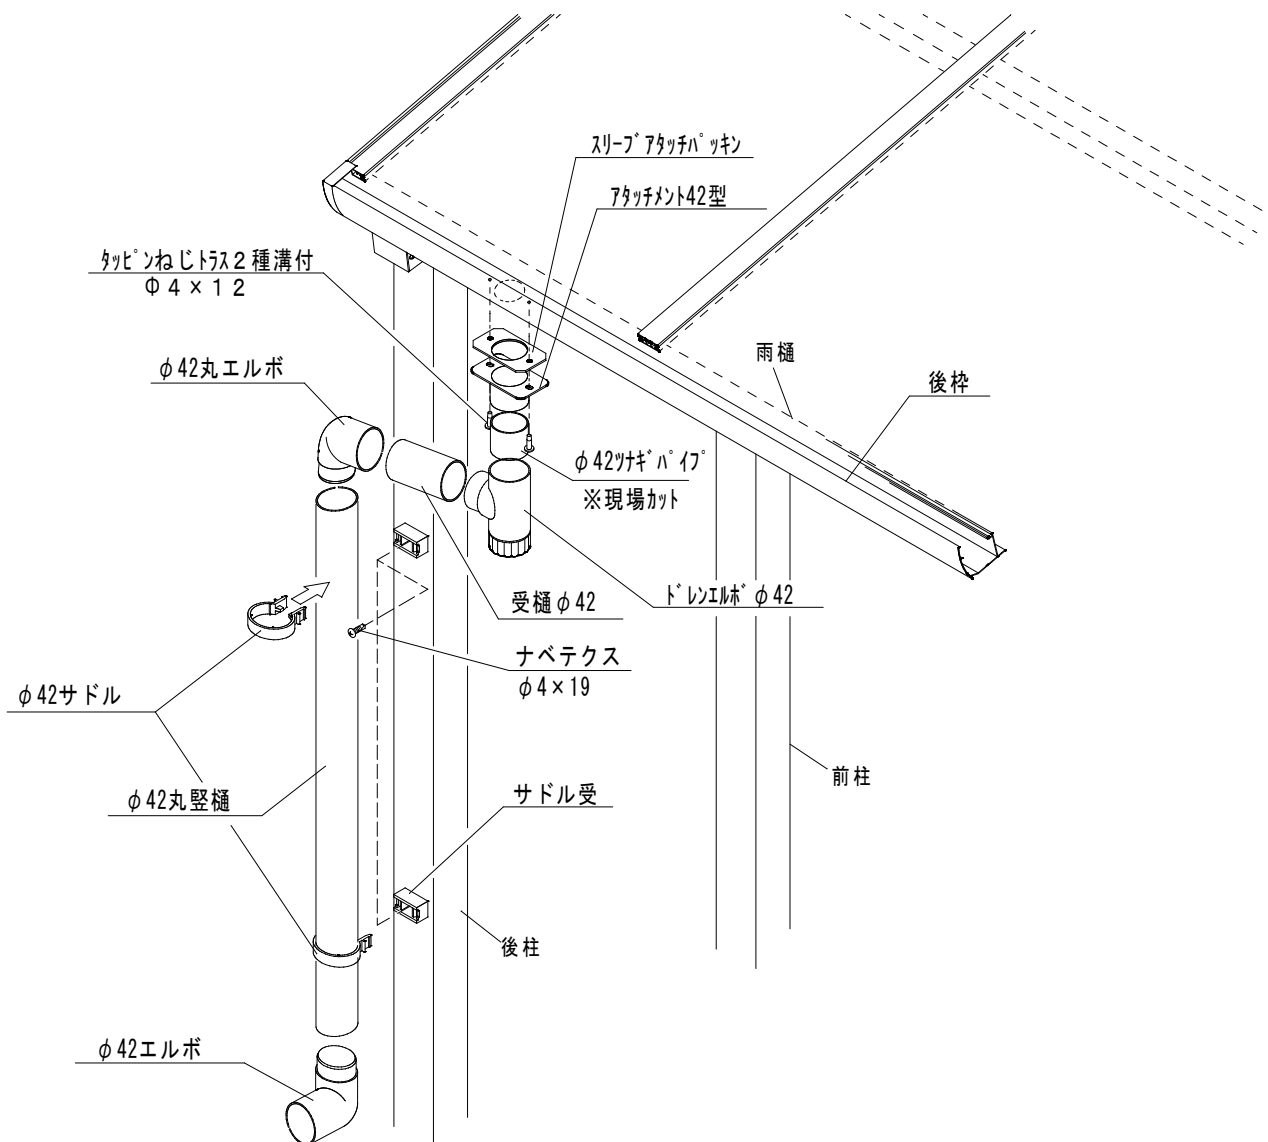 スリーブアタッチパッキン
アタッチメント42型
タッピンねじトラス2種溝付
Φ4×12
φ42丸エルボ
雨樋
後枠
φ42ツナギパイプ
※現場カット
受樋φ42
ドレンエルボφ42
ナベテクス
φ4×19
φ42サドル
前柱
φ42丸竪樋
サドル受
後柱
φ42エルボ